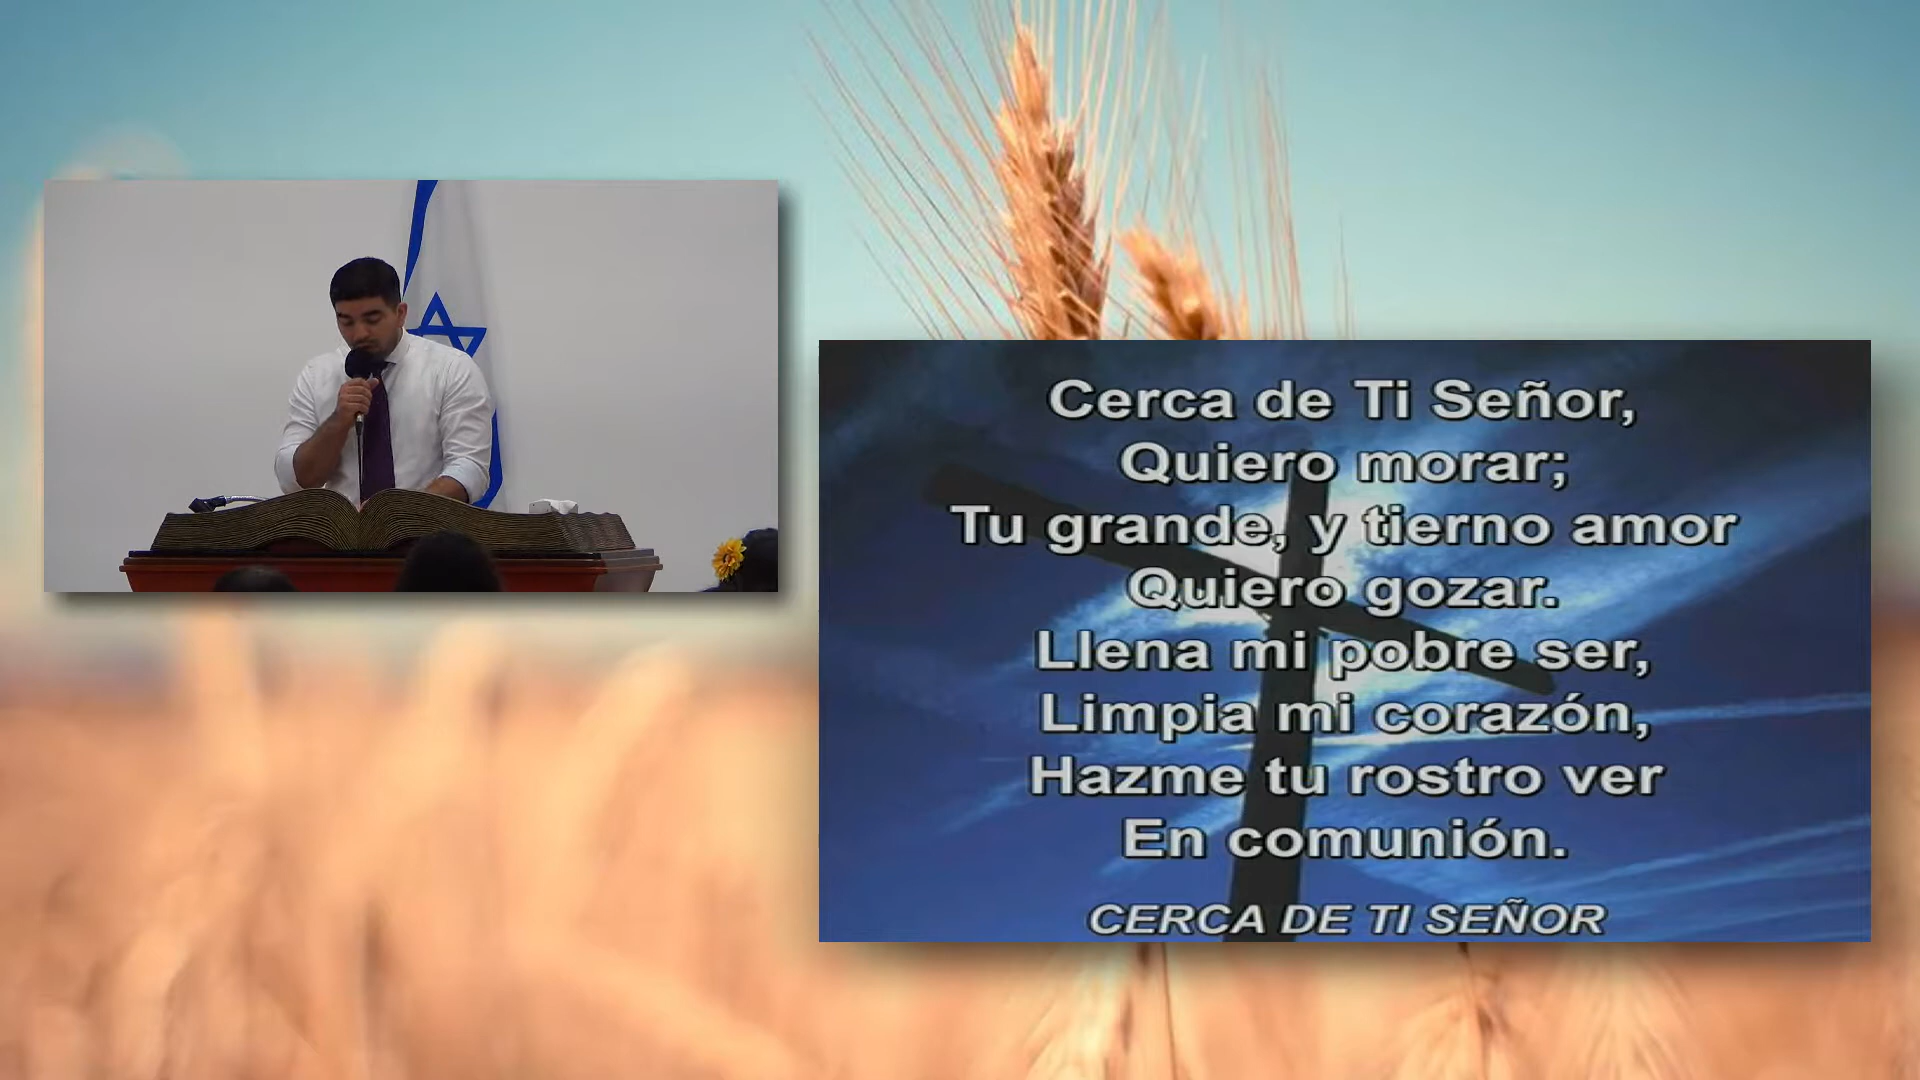 Cerca de Ti Señor,
Quiero morar;
Tu grande, y tierno amor
Quiero gozar.
Llena mi pobre ser,
Limpia mi corazón,
Hazme tu rostro ver
En comunión.
CERCA DE TI SEÑOR